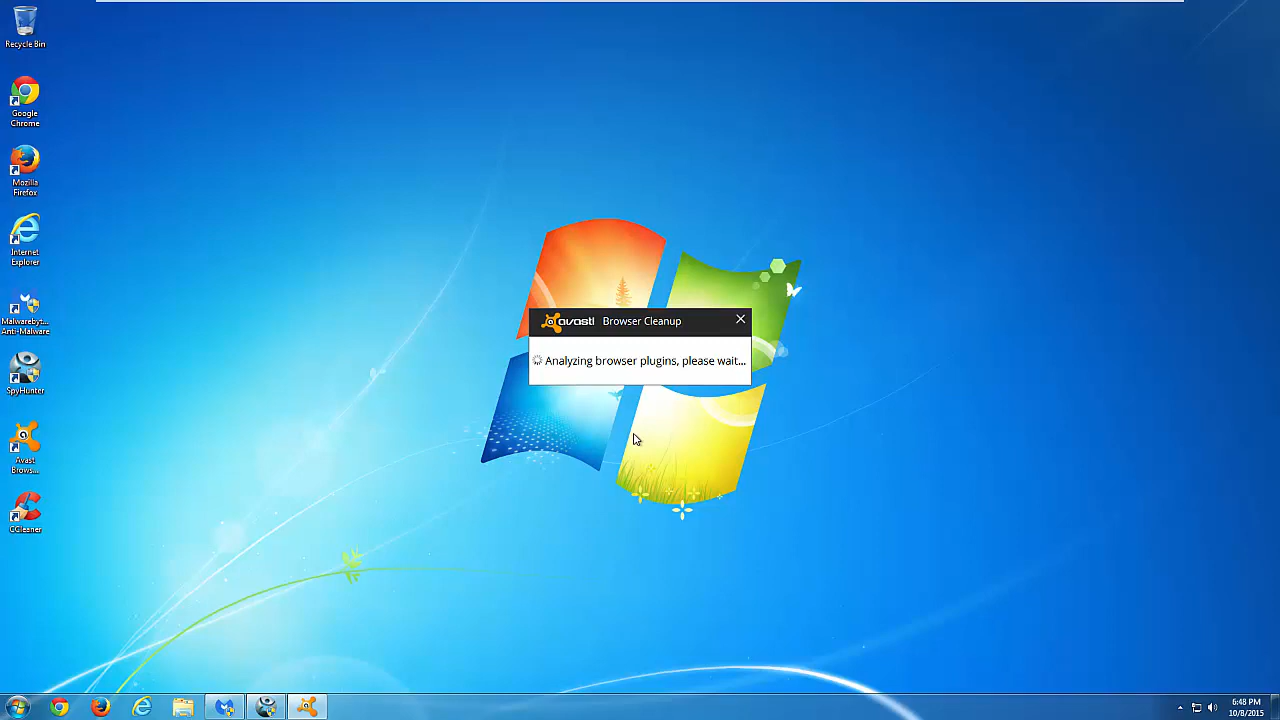 Recycle Bin
Google
Chrome
Mozilla
Firefox
Internet
Explorer
Malwarebyt...
Anti-Malware
SpyHunter
Avast
Brows...
CCleaner
avast! Browser Cleanup
Analyzing browser plugins, please wait...
6:48 PM
10/8/2015